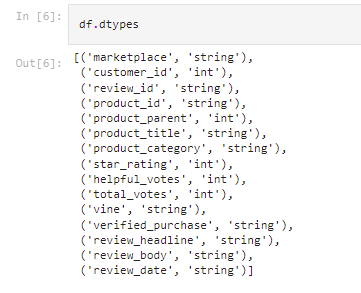 In [6]:
df.dtypes
Out[6]:
[('marketplace', 'string'),
('customer_id', 'int'),
('review_id', 'string'),
('product_id', 'string'),
('product_parent', 'int'),
('product_title', 'string'),
('product_category', 'string'),
('star_rating', 'int'),
('helpful_votes', 'int'),
('total_votes', 'int'),
('vine', 'string'),
('verified_purchase', 'string'),
('review_headline', 'string'),
('review_body', 'string'),
('review_date', 'string')]